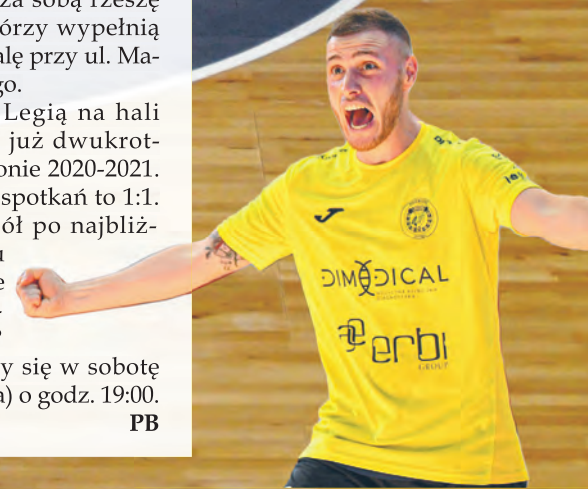 za sobą rzeszę
órzy wypełnią
alę przy ul. Ma-
go.
Legią na hali
już dwukrot-
onie 2020-2021.
spotkań to 1:1.
ół po najbliż-
u
e
y się w sobotę
a) o godz. 19:00.
PB
DIMEDICAL
erbi
GROUP